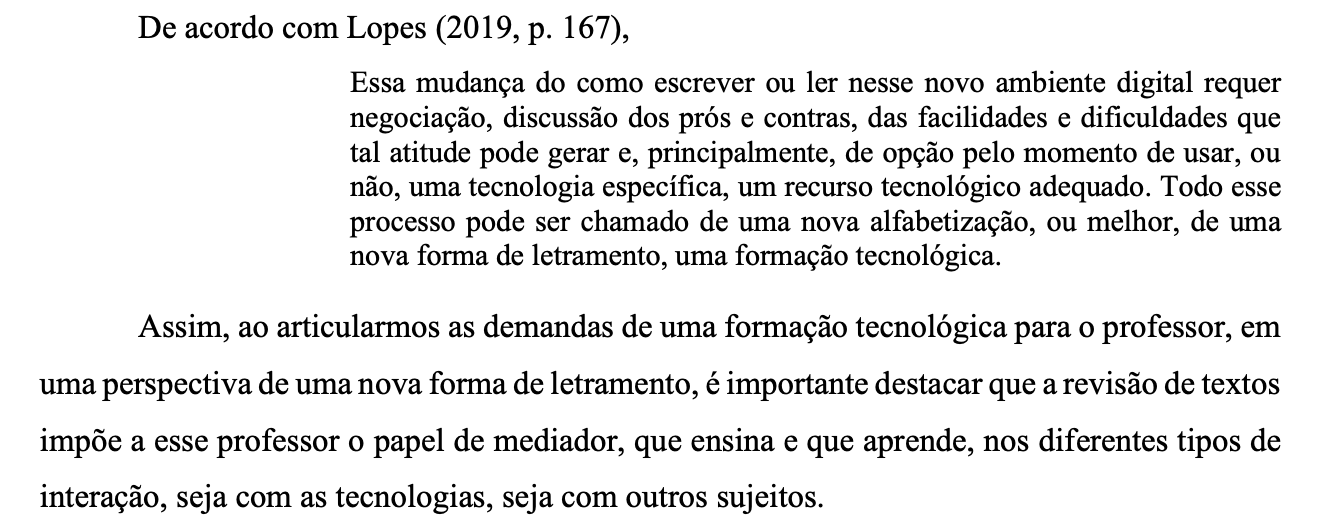 De acordo com Lopes (2019, p. 167),
Essa mudança do como escrever ou ler nesse novo ambiente digital requer
negociação, discussão dos prós e contras, das facilidades e dificuldades que
tal atitude pode gerar e, principalmente, de opção pelo momento de usar, ou
não, uma tecnologia específica, um recurso tecnológico adequado. Todo esse
processo pode ser chamado de uma nova alfabetização, ou melhor, de uma
nova forma de letramento, uma formação tecnológica.
Assim, ao articularmos as demandas de uma formação tecnológica para o professor, em
uma perspectiva de uma nova forma de letramento, é importante destacar que a revisão de textos
impõe a esse professor o papel de mediador, que ensina e que aprende, nos diferentes tipos de
interação, seja com as tecnologias, seja com outros sujeitos.